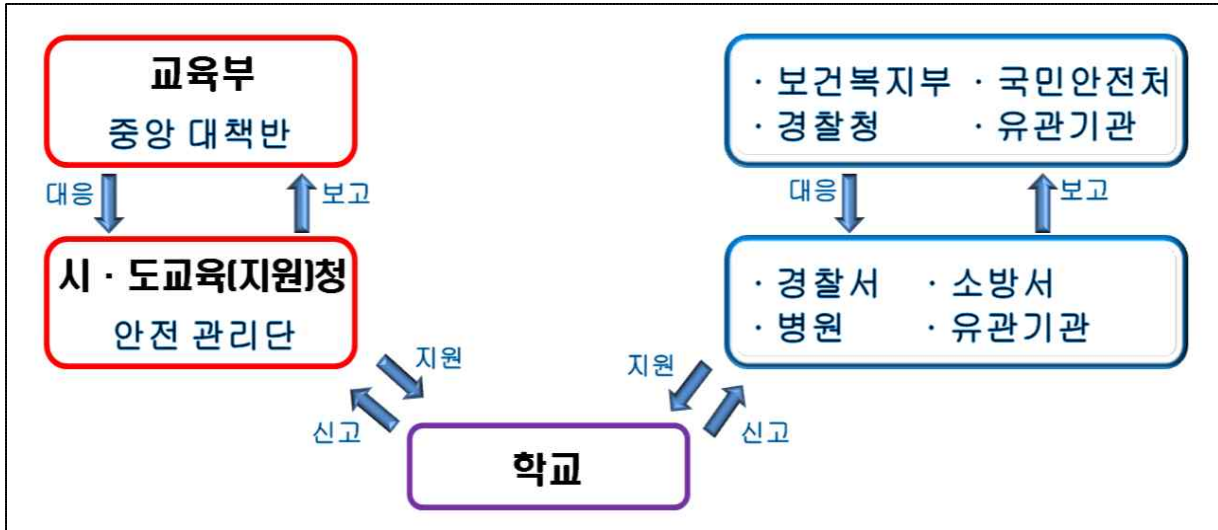 교육부
중앙 대책반
대응
보고
시 · 도교육(지원)청
안전 관리단
· 보건복지부 · 국민안전처
· 경찰청 · 유관기관
대응
보고
· 경찰서 · 소방서
· 병원 · 유관기관
지원
신고
지원
신고
학교